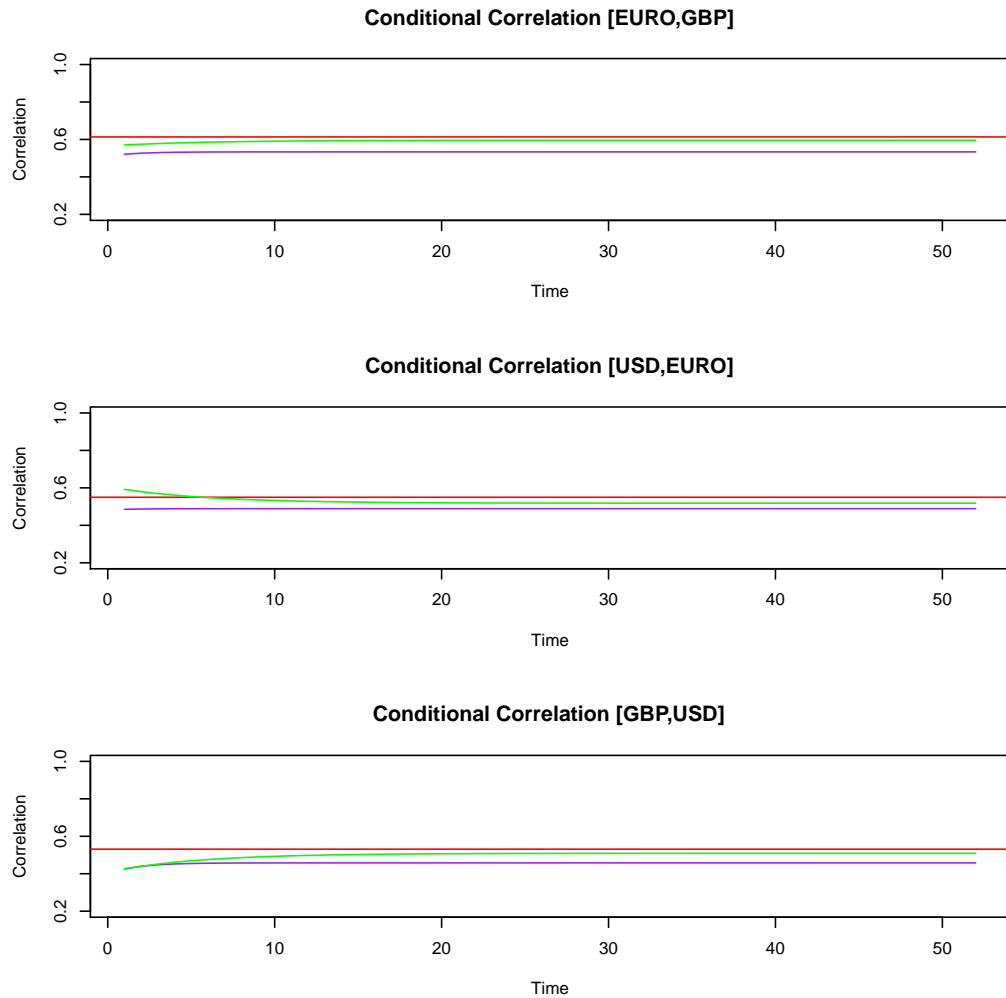 Conditional Correlation [EURO,GBP]
1.0
0.6
0.2
Correlation
0 10 20 30 40 50
Time
Conditional Correlation [USD,EURO]
1.0
0.6
0.2
Correlation
0 10 20 30 40 50
Time
Conditional Correlation [GBP,USD]
1.0
0.6
0.2
Correlation
0 10 20 30 40 50
Time